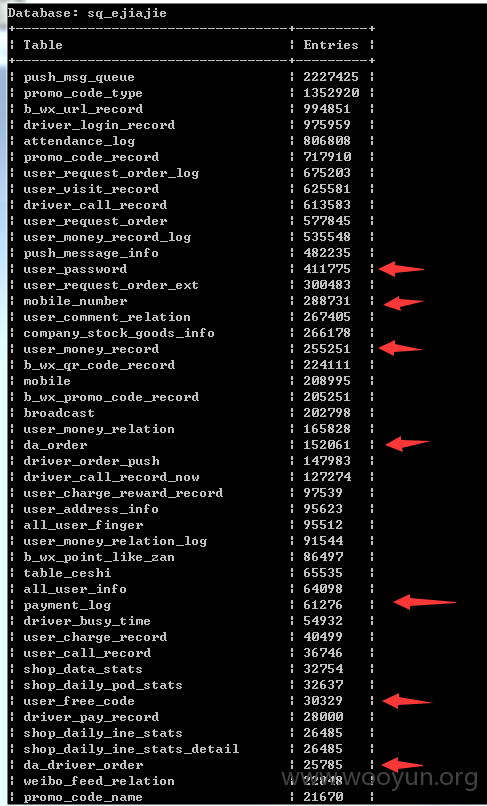 Database: sq_ejiajie
Table Entries
push_msg_queue 2227425
promo_code_type 1352920
b_wx_url_record 994851
driver_login_record 975959
attendance_log 806808
promo_code_record 717910
user_request_order_log 675203
user_visit_record 625581
driver_call_record 613583
user_request_order 577845
user_money_record_log 535548
push_message_info 482235
user_password 411775
user_request_order_ext 300483
mobile_number 288731
user_comment_relation 267405
company_stock_goods_info 266178
user_money_record 255251
b_wx_qr_code_record 224111
mobile 208995
b_wx_promo_code_record 205251
broadcast 202798
user_money_relation 165828
da_order 152061
driver_order_push 147983
driver_call_record_now 127274
user_charge_reward_record 97539
user_address_info 95623
all_user_finger 95512
user_money_relation_log 91544
b_wx_point_like_zan 86497
table_ceshi 65535
all_user_info 64098
payment_log 61276
driver_busy_time 54932
user_charge_record 40499
user_call_record 36746
shop_data_stats 32754
shop_daily_pod_stats 32637
user_free_code 30329
driver_pay_record 28000
shop_daily_ine_stats 26485
shop_daily_ine_stats_detail 26485
da_driver_order 25785
weibo_feed_relation 22048
promo_code_name 21670
www.wooyun.org